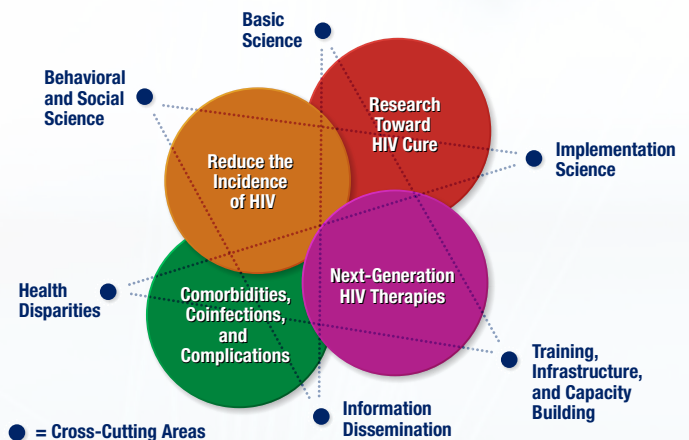 Basic
Science
Behavioral
and Social
Science
Research
Toward
HIV Cure
Implementation
Science
Reduce the
Incidence
of HIV
Next-Generation
HIV Therapies
Health
Disparities
Comorbidities,
Coinfections,
and
Complications
Training,
Infrastructure,
and Capacity
Building
Information
Dissemination
= Cross-Cutting Areas